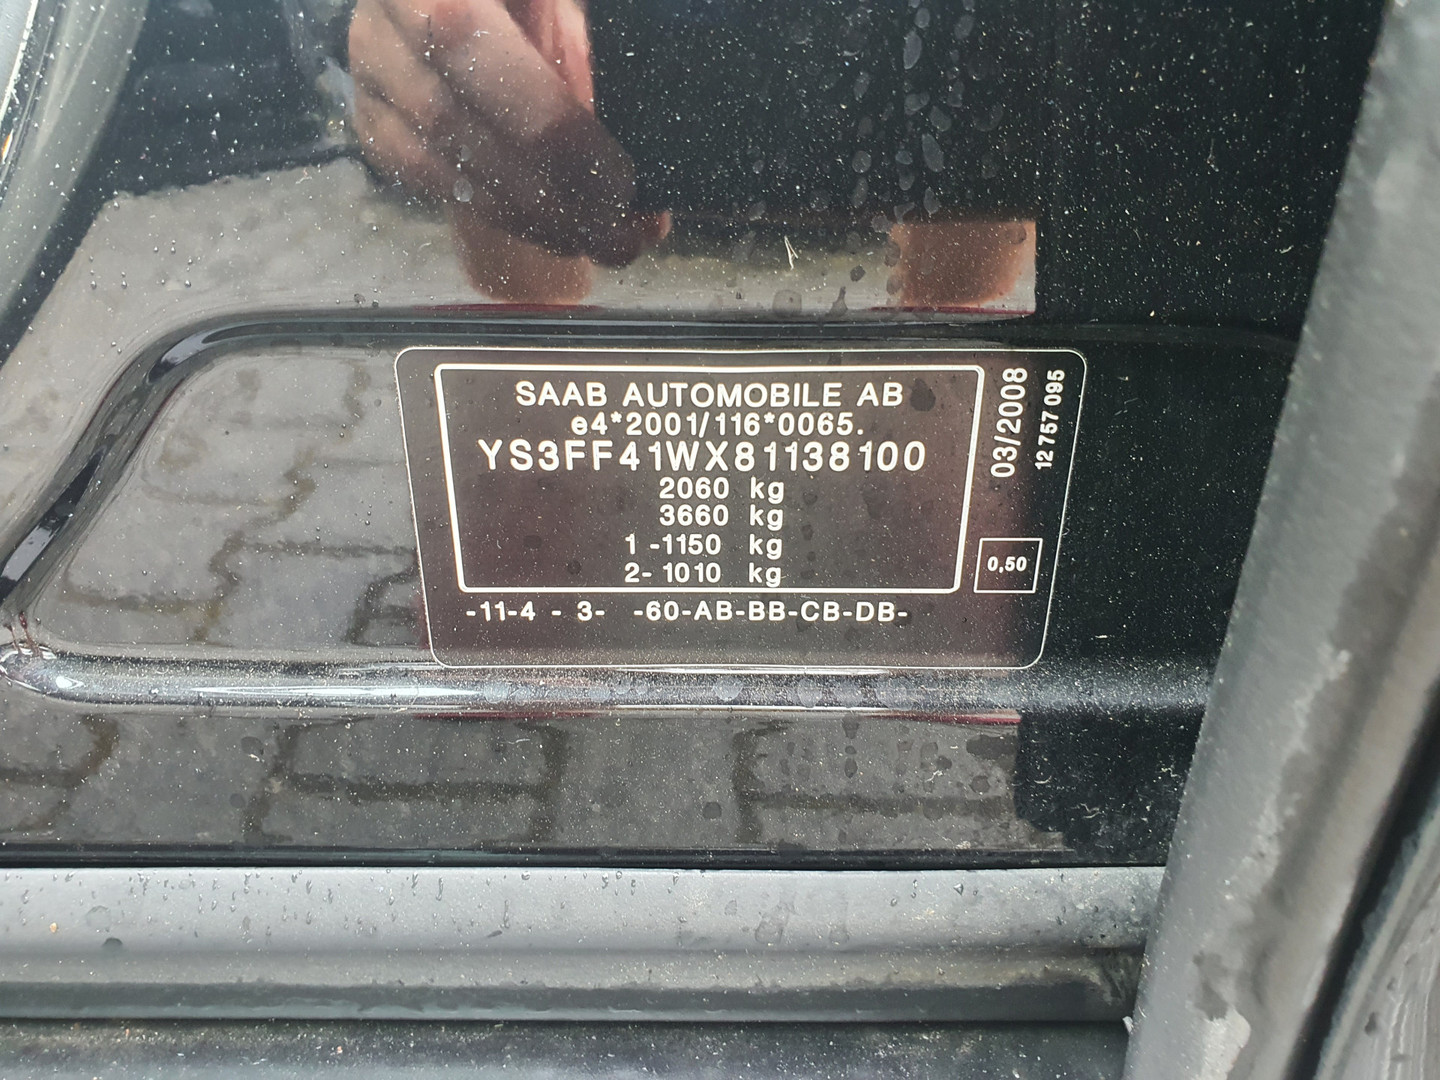 SAAB AUTOMOBILE AB
e4*2001/116*0065.
YS3FF41WX81138100
2060 kg
3660 kg
1 -1150 kg
2- 1010 kg
-11-4 - 3- -60-AB-BB-CB-DB-
03/2008
12 757 095
0,50